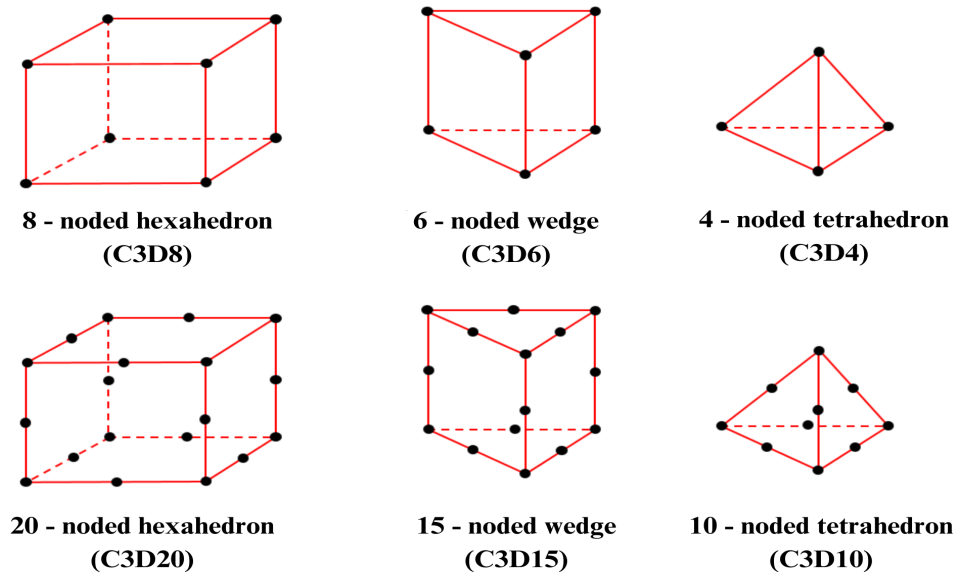 8 - noded hexahedron
(C3D8)
6 - noded wedge
(C3D6)
4 - noded tetrahedron
(C3D4)
20 - noded hexahedron
(C3D20)
15 - noded wedge
(C3D15)
10 - noded tetrahedron
(C3D10)